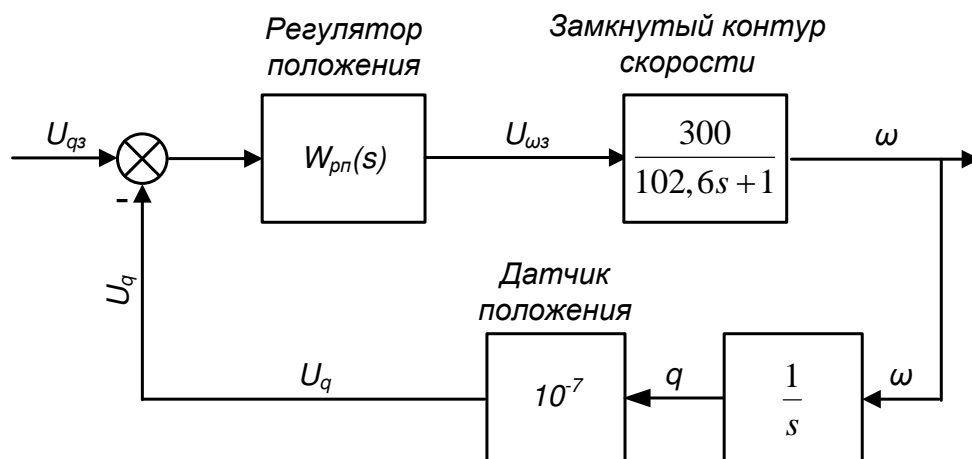 Регулятор
положения
Замкнутый контур
скорости
U_qз
W_рп(s)
U_ωз
300
102,6s + 1
ω
-
U_q
Датчик
положения
U_q
10^-7
q
1
s
ω